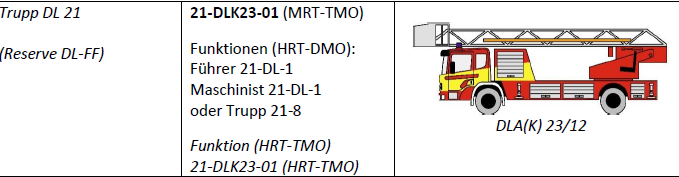 Trupp DL 21
(Reserve DL-FF)
21-DLK23-01 (MRT-TMO)
Funktionen (HRT-DMO):
Führer 21-DL-1
Maschinist 21-DL-1
oder Trupp 21-8
Funktion (HRT-TMO)
21-DLK23-01 (HRT-TMO)
DLA(K) 23/12